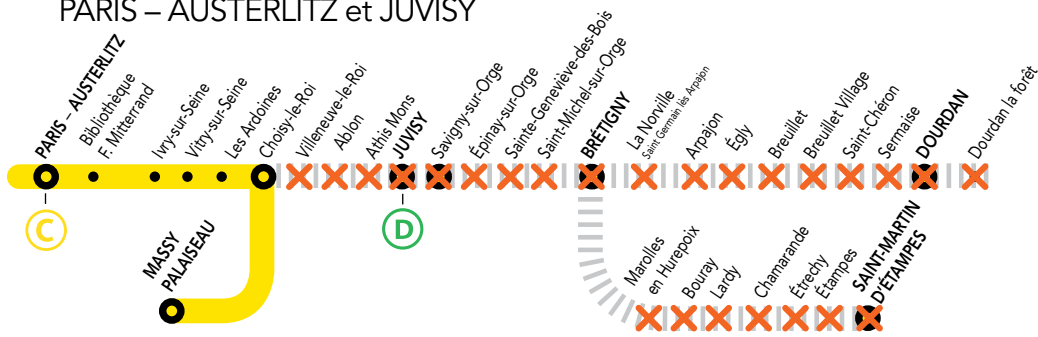 PARIS – AUSTERLITZ et JUVISY
PARIS – AUSTERLITZ
Bibliothèque
F. Mitterrand
Ivry-sur-Seine
Vitry-sur-Seine
Les Ardoines
Choisy-le-Roi
Villeneuve-le-Roi
Ablon
Athis Mons
JUVISY
Savigny-sur-Orge
Épinay-sur-Orge
Sainte-Geneviève-des-Bois
Saint-Michel-sur-Orge
BRÉTIGNY
La Norville
Saint Germain lès Arpajon
Arpajon
Égly
Breuillet
Breuillet Village
Saint-Chéron
Sermaise
DOURDAN
Dourdan la forêt
C
D
MASSY
PALAISEAU
Marolles
en Hurepoix
Bouray
Lardy
Chamarande
Étrechy
Étampes
SAINT-MARTIN
D'ÉTAMPES